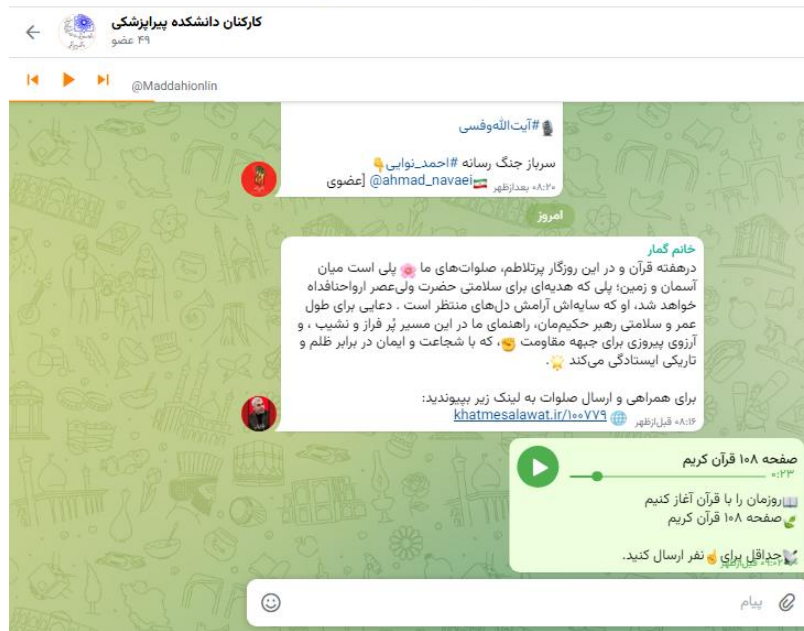 کارکنان دانشکده پیراپزشکی
۴۹ عضو
@Maddahionlin
#آیت‌الله‌وفسی
سرباز جنگ رسانه #احمد_نوایی
@ahmad_navaei [عضوی
۰۸:۲۰ بعدازظهر
امروز
خانم گمار
درهفته قرآن و در این روزگار پرتلاطم، صلوات‌های ما 🌸 پلی است میان
آسمان و زمین؛ پلی که هدیه‌ای برای سلامتی حضرت ولی‌عصر ارواحنافداه
خواهد شد، او که سایه‌اش آرامش دل‌های منتظر است . دعایی برای طول
عمر و سلامتی رهبر حکیم‌مان، راهنمای ما در این مسیر پُر فراز و نشیب ، و
آرزوی پیروزی برای جبهه مقاومت ✊، که با شجاعت و ایمان در برابر ظلم و
تاریکی ایستادگی می‌کند 🌟.
برای همراهی و ارسال صلوات به لینک زیر بپیوندید:
🌐 khatmesalawat.ir/۱۰۰۷۷۹
۰۸:۱۶ قبل‌ازظهر
صفحه ۱۰۸ قرآن کریم
۰:۲۳
📖روزمان را با قرآن آغاز کنیم
🍃صفحه ۱۰۸ قرآن کریم
🕊حداقل برای☝نفر ارسال کنید.
۰۹:۰۲ قبل‌ازظهر
پیام